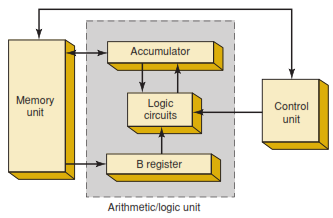 Accumulator
Memory
unit
Logic
circuits
Control
unit
B register
Arithmetic/logic unit